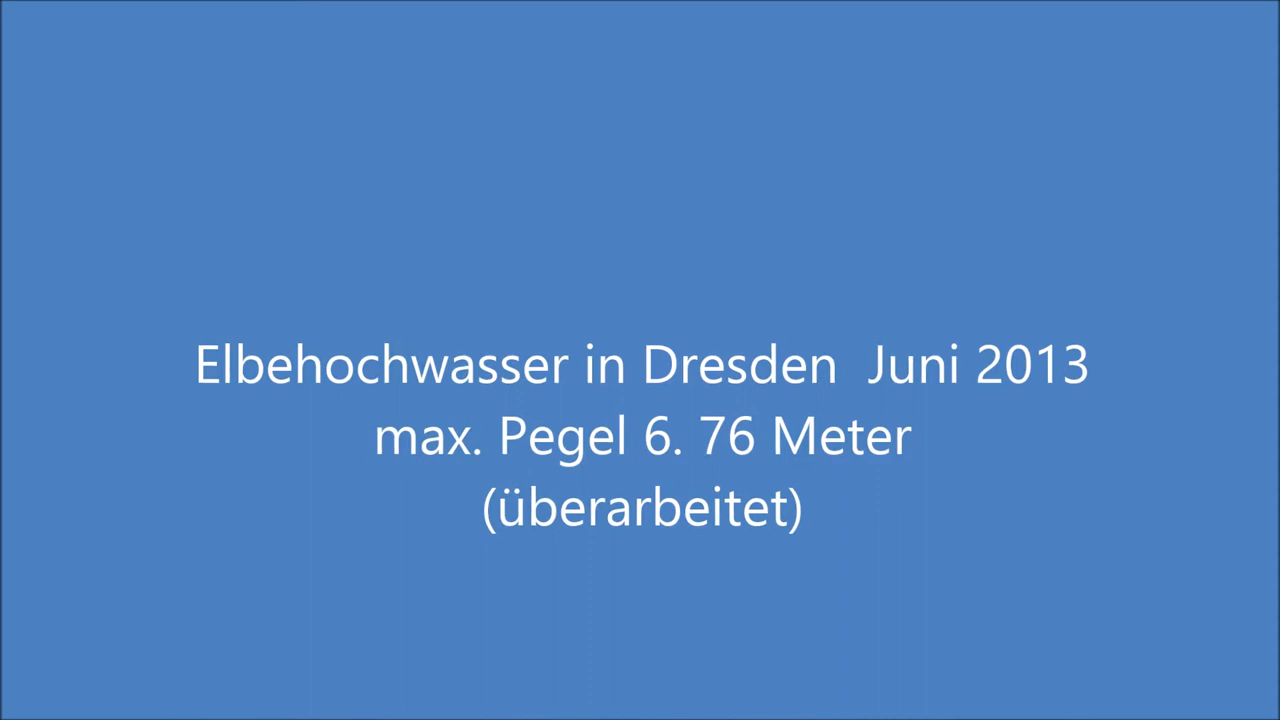 Elbehochwasser in Dresden  Juni 2013
max. Pegel 6. 76 Meter
(überarbeitet)